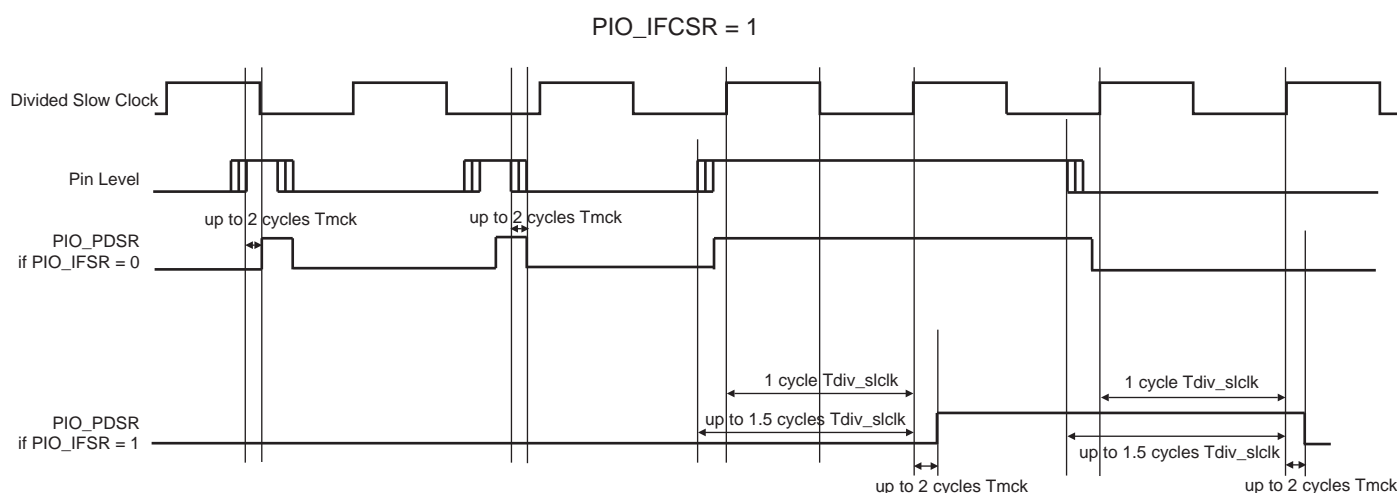 PIO_IFCSR = 1
Divided Slow Clock
Pin Level
up to 2 cycles Tmck
up to 2 cycles Tmck
PIO_PDSR
if PIO_IFSR = 0
1 cycle Tdiv_slclk
1 cycle Tdiv_slclk
PIO_PDSR
if PIO_IFSR = 1
up to 1.5 cycles Tdiv_slclk
up to 1.5 cycles Tdiv_slclk
up to 2 cycles Tmck
up to 2 cycles Tmck